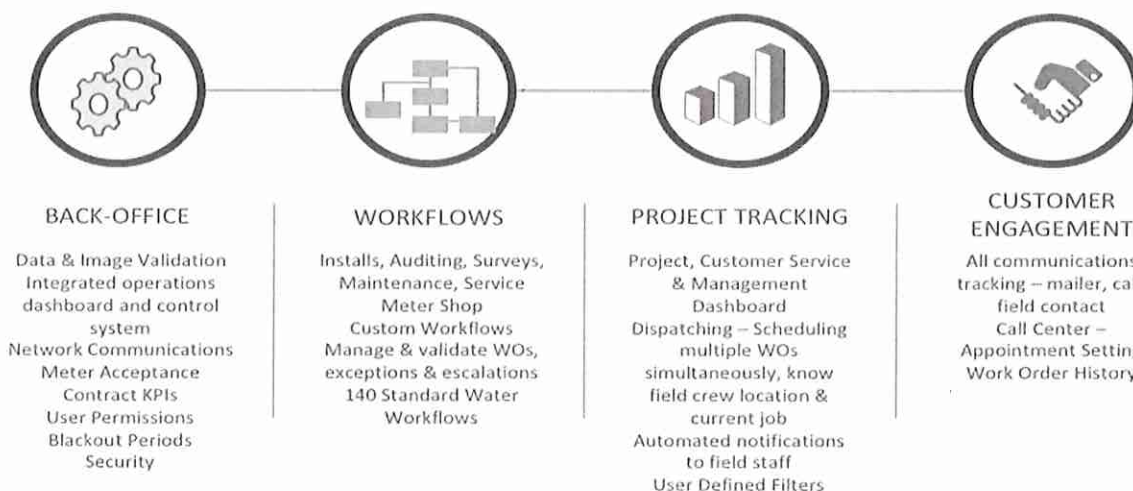 BACK-OFFICE
Data & Image Validation
Integrated operations
dashboard and control
system
Network Communications
Meter Acceptance
Contract KPIs
User Permissions
Blackout Periods
Security
WORKFLOWS
Installs, Auditing, Surveys,
Maintenance, Service
Meter Shop
Custom Workflows
Manage & validate WOs,
exceptions & escalations
140 Standard Water
Workflows
PROJECT TRACKING
Project, Customer Service
& Management
Dashboard
Dispatching – Scheduling
multiple WOs
simultaneously, know
field crew location &
current job
Automated notifications
to field staff
User Defined Filters
CUSTOMER
ENGAGEMENT
All communications
tracking – mailer,
field contact
Call Center –
Appointment
Work Order History